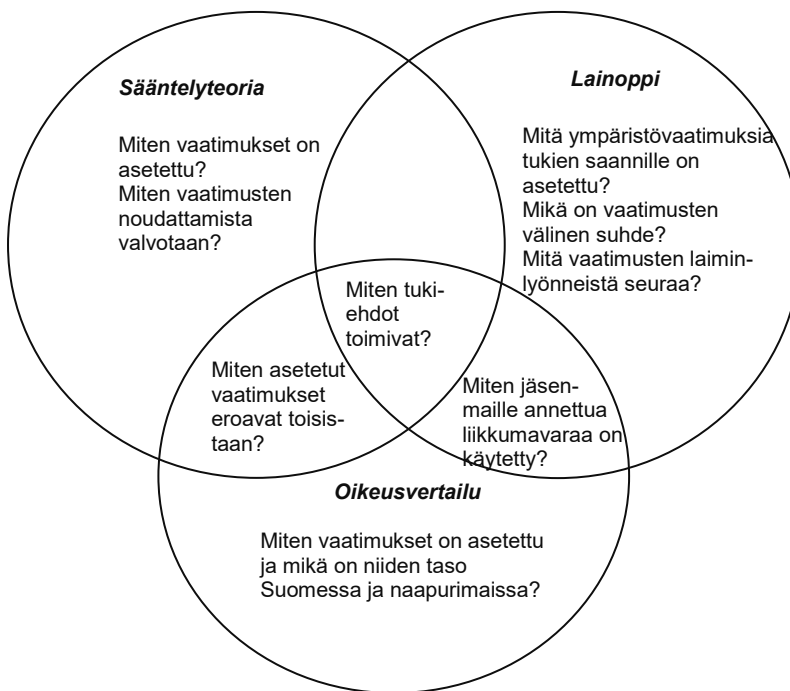 Sääntelyteoria
Miten vaatimukset on
asetettu?
Miten vaatimusten
noudattamista
valvotaan?
Lainoppi
Mitä ympäristövaatimuksia
tukien saannille on
asetettu?
Mikä on vaatimusten
välinen suhde?
Mitä vaatimusten laimin-
lyönneistä seuraa?
Miten tuki-
ehdot
toimivat?
Miten asetetut
vaatimukset
eroavat toisis-
taan?
Miten jäsen-
maille annettua
liikkumavaraa on
käytetty?
Oikeusvertailu
Miten vaatimukset on asetettu
ja mikä on niiden taso
Suomessa ja naapurimaissa?